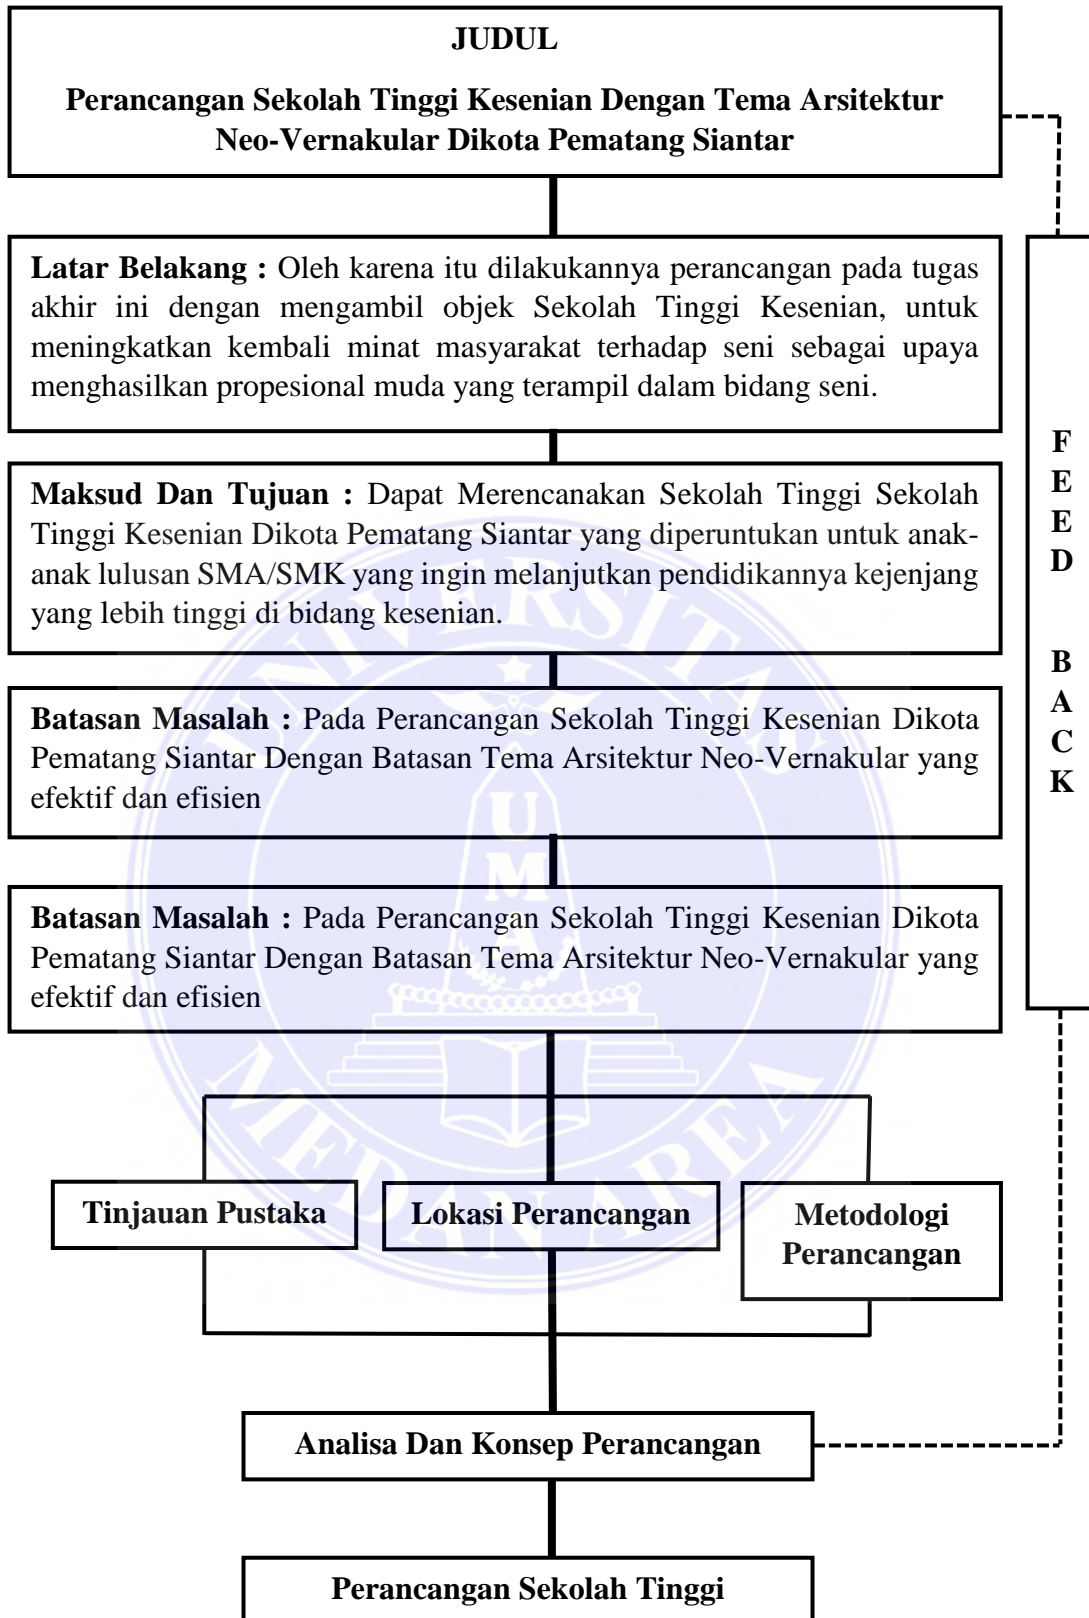 JUDUL
Perancangan Sekolah Tinggi Kesenian Dengan Tema Arsitektur
Neo-Vernakular Dikota Pematang Siantar
Latar Belakang : Oleh karena itu dilakukannya perancangan pada tugas
akhir ini dengan mengambil objek Sekolah Tinggi Kesenian, untuk
meningkatkan kembali minat masyarakat terhadap seni sebagai upaya
menghasilkan propesional muda yang terampil dalam bidang seni.
Maksud Dan Tujuan : Dapat Merencanakan Sekolah Tinggi Sekolah
Tinggi Kesenian Dikota Pematang Siantar yang diperuntukan untuk anak-
anak lulusan SMA/SMK yang ingin melanjutkan pendidikannya kejenjang
yang lebih tinggi di bidang kesenian.
Batasan Masalah : Pada Perancangan Sekolah Tinggi Kesenian Dikota
Pematang Siantar Dengan Batasan Tema Arsitektur Neo-Vernakular yang
efektif dan efisien
Batasan Masalah : Pada Perancangan Sekolah Tinggi Kesenian Dikota
Pematang Siantar Dengan Batasan Tema Arsitektur Neo-Vernakular yang
efektif dan efisien
FEED BACK
Tinjauan Pustaka
Lokasi Perancangan
Metodologi
Perancangan
Analisa Dan Konsep Perancangan
Perancangan Sekolah Tinggi
UNIVERSITAS
UMA
MEDAN AREA